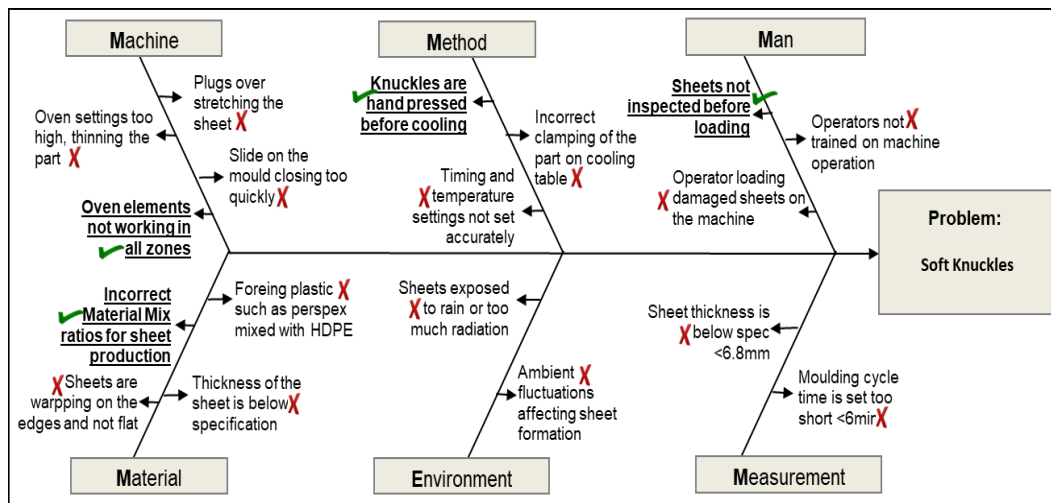 Machine
Method
Man
Plugs over
stretching the
sheet
Oven settings too
high, thinning the
part
Slide on the
mould closing too
quickly
Oven elements
not working in
all zones
Knuckles are
hand pressed
before cooling
Incorrect
clamping of the
part on cooling
table
Timing and
temperature
settings not set
accurately
Sheets not
inspected before
loading
Operators not
trained on machine
operation
Operator loading
damaged sheets on
the machine
Problem:
Soft Knuckles
Incorrect
Material Mix
ratios for sheet
production
Foreing plastic
such as perspex
mixed with HDPE
Sheets are
warpping on the
edges and not flat
Thickness of the
sheet is below
specification
Sheets exposed
to rain or too
much radiation
Ambient
fluctuations
affecting sheet
formation
Sheet thickness is
below spec
<6.8mm
Moulding cycle
time is set too
short <6mir
Material
Environment
Measurement